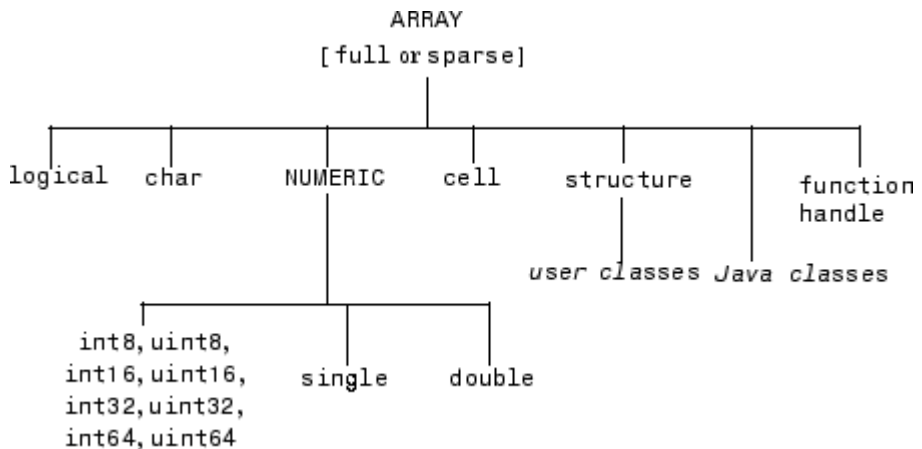 ARRAY
[full or sparse]
logical char NUMERIC cell structure function
handle
user classes Java classes
int8, uint8,
int16, uint16, single double
int32, uint32,
int64, uint64